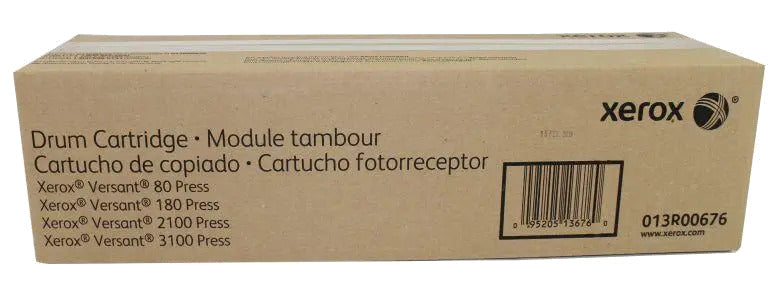 xerox
xerox®
Drum Cartridge • Module tambour
Cartucho de copiado • Cartucho fotorreceptor
Xerox® Versant® 80 Press
Xerox® Versant® 180 Press
Xerox® Versant® 2100 Press
Xerox® Versant® 3100 Press
0 95205 13676 0
013R00676
www.xerox.com